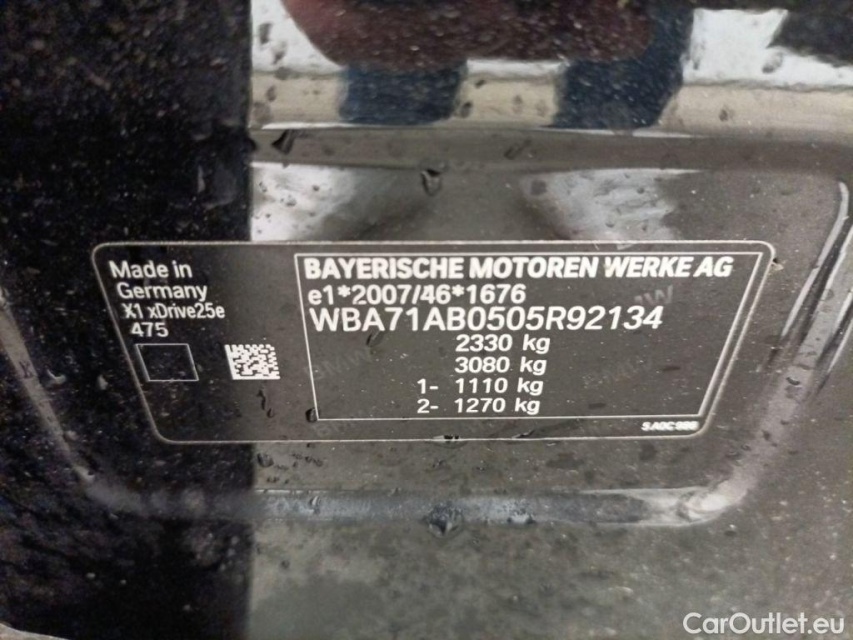 Made in
Germany
X1 xDrive25e
475
BAYERISCHE MOTOREN WERKE AG
e1*2007/46*1676
WBA71AB0505R92134
2330 kg
3080 kg
1- 1110 kg
2- 1270 kg
CarOutlet.eu